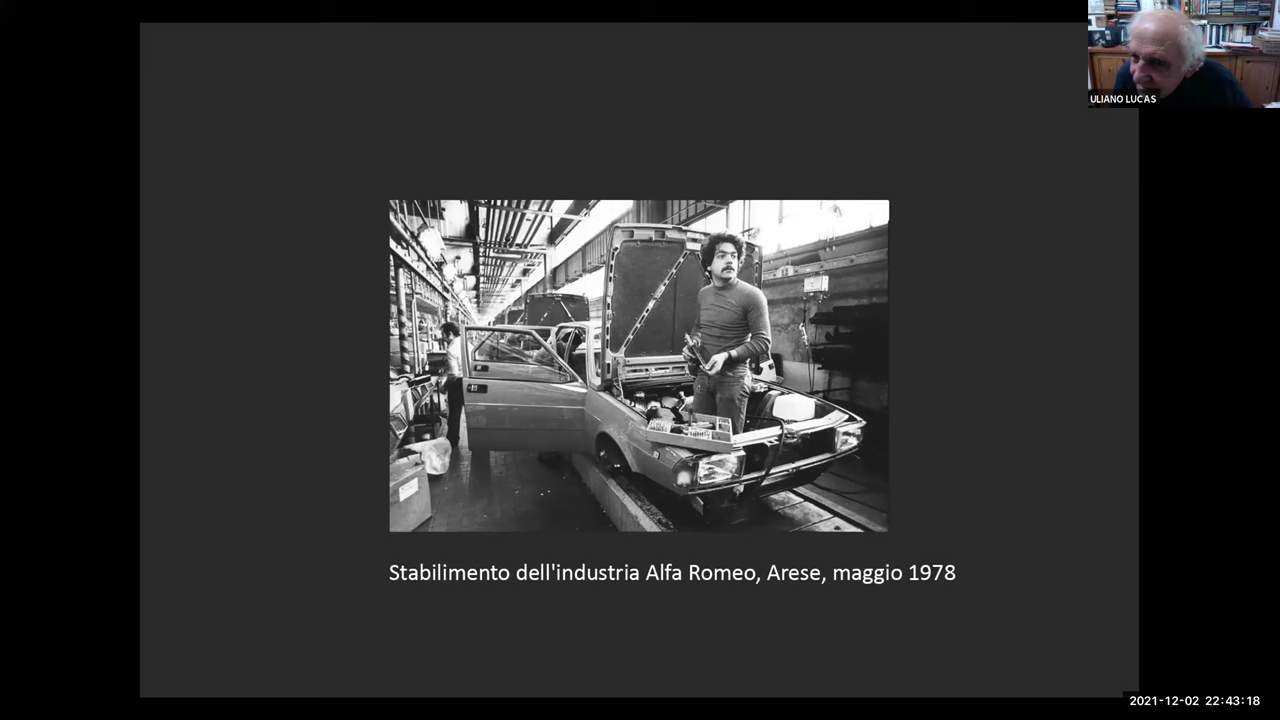 ULIANO LUCAS
Stabilimento dell'industria Alfa Romeo, Arese, maggio 1978
2021-12-02 22:43:18